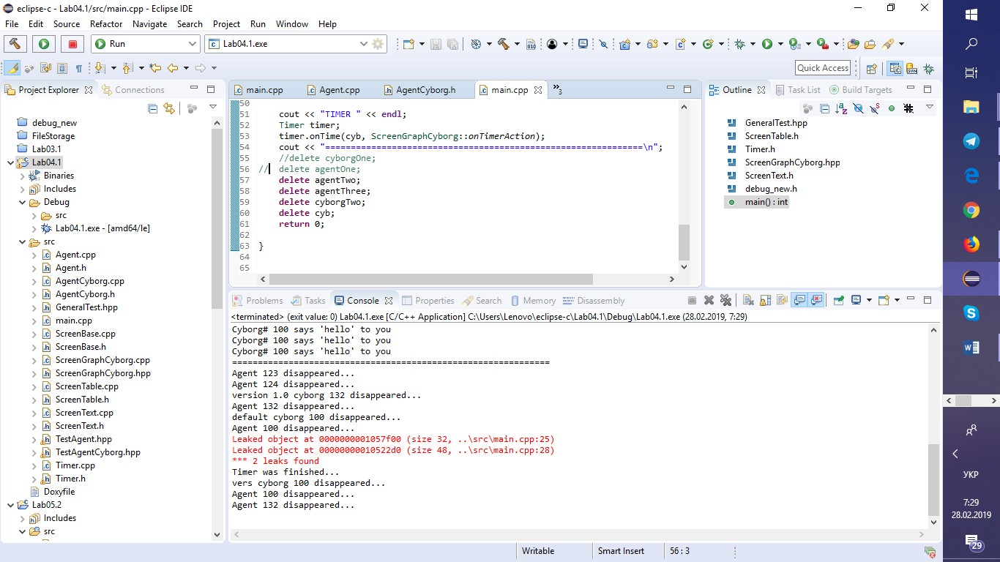 eclipse-c - Lab04.1/src/main.cpp - Eclipse IDE
File Edit Source Refactor Navigate Search Project Run Window Help
Run
Lab04.1.exe
Quick Access
Project Explorer
Connections
debug_new
FileStorage
Lab03.1
Lab04.1
Binaries
Includes
Debug
src
Lab04.1.exe - [amd64/le]
src
Agent.cpp
Agent.h
AgentCyborg.cpp
AgentCyborg.h
GeneralTest.hpp
main.cpp
ScreenBase.cpp
ScreenBase.h
ScreenGraphCyborg.cpp
ScreenGraphCyborg.hpp
ScreenTable.cpp
ScreenTable.h
ScreenText.cpp
ScreenText.h
TestAgent.hpp
TestAgentCyborg.hpp
Timer.cpp
Timer.h
Doxyfile
Lab05.2
Includes
src
main.cpp Agent.cpp AgentCyborg.h main.cpp »3
50
51 cout << "TIMER " << endl;
52 Timer timer;
53 timer.onTime(cyb, ScreenGraphCyborg::onTimerAction);
54 cout << "==============================================================\n";
55 //delete cyborgOne;
56 // delete agentOne;
57 delete agentTwo;
58 delete agentThree;
59 delete cyborgTwo;
60 delete cyb;
61 return 0;
62
63 }
64
65
Outline Task List Build Targets
GeneralTest.hpp
ScreenTable.h
Timer.h
ScreenGraphCyborg.hpp
ScreenText.h
debug_new.h
main() : int
Problems Tasks Console Properties Search Memory Disassembly
<terminated> (exit value: 0) Lab04.1.exe [C/C++ Application] C:\Users\Lenovo\eclipse-c\Lab04.1\Debug\Lab04.1.exe (28.02.2019, 7:29)
Cyborg# 100 says 'hello' to you
Cyborg# 100 says 'hello' to you
Cyborg# 100 says 'hello' to you
==============================================================
Agent 123 disappeared...
Agent 124 disappeared...
version 1.0 cyborg 132 disappeared...
Agent 132 disappeared...
default cyborg 100 disappeared...
Agent 100 disappeared...
Leaked object at 0000000001057f00 (size 32, ..\src\main.cpp:25)
Leaked object at 00000000010522d0 (size 48, ..\src\main.cpp:28)
*** 2 leaks found
Timer was finished...
vers cyborg 100 disappeared...
Agent 100 disappeared...
Agent 132 disappeared...
Writable
Smart Insert
56 : 3
УКР
7:29
28.02.2019
29